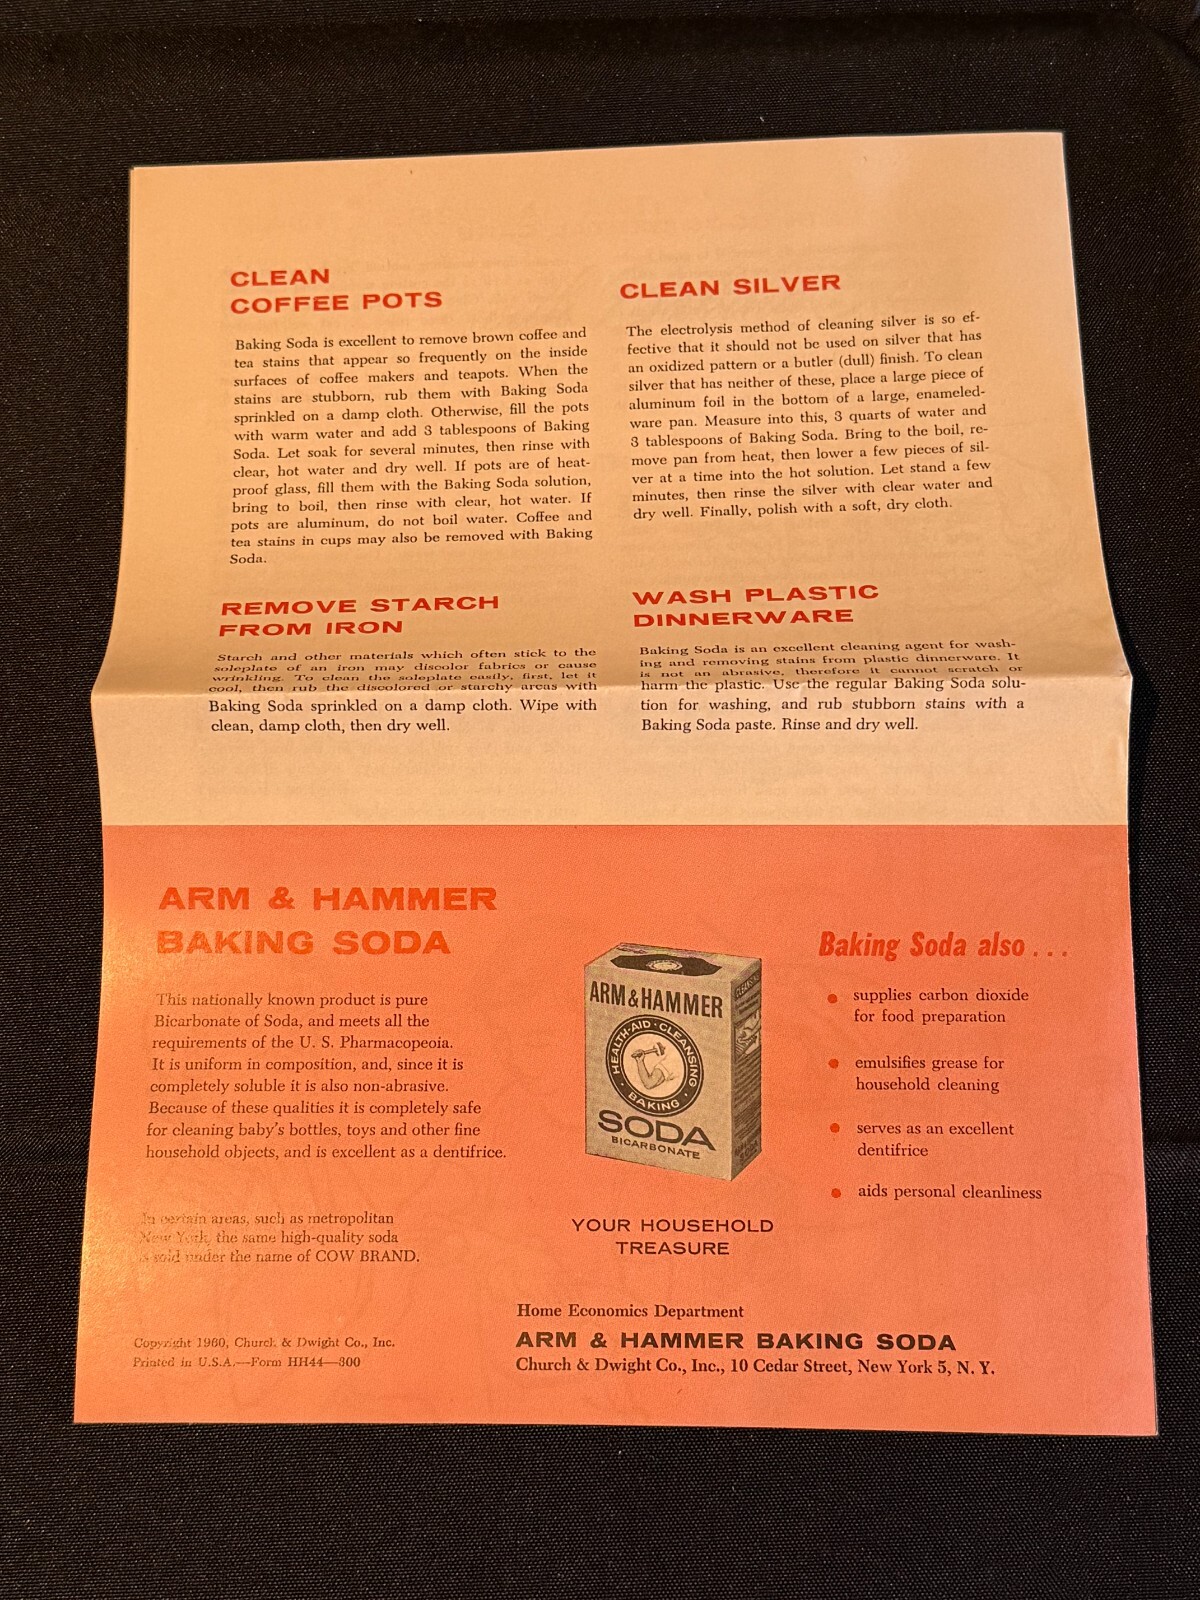 CLEAN
COFFEE POTS
Baking Soda is excellent to remove brown coffee and
tea stains that appear so frequently on the inside
surfaces of coffee makers and teapots. When the
stains are stubborn, rub them with Baking Soda
sprinkled on a damp cloth. Otherwise, fill the pots
with warm water and add 3 tablespoons of Baking
Soda. Let soak for several minutes, then rinse with
clear, hot water and dry well. If pots are of heat-
proof glass, fill them with the Baking Soda solution,
bring to boil, then rinse with clear, hot water. If
pots are aluminum, do not boil water. Coffee and
tea stains in cups may also be removed with Baking
Soda.
REMOVE STARCH
FROM IRON
Starch and other materials which often stick to the
soleplate of an iron may discolor fabrics or cause
wrinkling. To clean the soleplate easily, first, let it
cool, then rub the discolored or starchy areas with
Baking Soda sprinkled on a damp cloth. Wipe with
clean, damp cloth, then dry well.
CLEAN SILVER
The electrolysis method of cleaning silver is so ef-
fective that it should not be used on silver that has
an oxidized pattern or a butler (dull) finish. To clean
silver that has neither of these, place a large piece of
aluminum foil in the bottom of a large, enameled-
ware pan. Measure into this, 3 quarts of water and
3 tablespoons of Baking Soda. Bring to the boil, re-
move pan from heat, then lower a few pieces of sil-
ver at a time into the hot solution. Let stand a few
minutes, then rinse the silver with clear water and
dry well. Finally, polish with a soft, dry cloth.
WASH PLASTIC
DINNERWARE
Baking Soda is an excellent cleaning agent for wash-
ing and removing stains from plastic dinnerware. It
is not an abrasive, therefore it cannot scratch or
harm the plastic. Use the regular Baking Soda solu-
tion for washing, and rub stubborn stains with a
Baking Soda paste. Rinse and dry well.
ARM & HAMMER
BAKING SODA
This nationally known product is pure
Bicarbonate of Soda, and meets all the
requirements of the U. S. Pharmacopoeia.
It is uniform in composition, and, since it is
completely soluble it is also non-abrasive.
Because of these qualities it is completely safe
for cleaning baby's bottles, toys and other fine
household objects, and is excellent as a dentifrice.
In certain areas, such as metropolitan
New York, the same high-quality soda
is sold under the name of COW BRAND.
Copyright 1960, Church & Dwight Co., Inc.
Printed in U.S.A.—Form HH44—300
ARM & HAMMER
HEALTH-AID · CLEANSING
· BAKING ·
SODA
BICARBONATE
YOUR HOUSEHOLD
TREASURE
Baking Soda also . . .
● supplies carbon dioxide
for food preparation
● emulsifies grease for
household cleaning
● serves as an excellent
dentifrice
● aids personal cleanliness
Home Economics Department
ARM & HAMMER BAKING SODA
Church & Dwight Co., Inc., 10 Cedar Street, New York 5, N. Y.